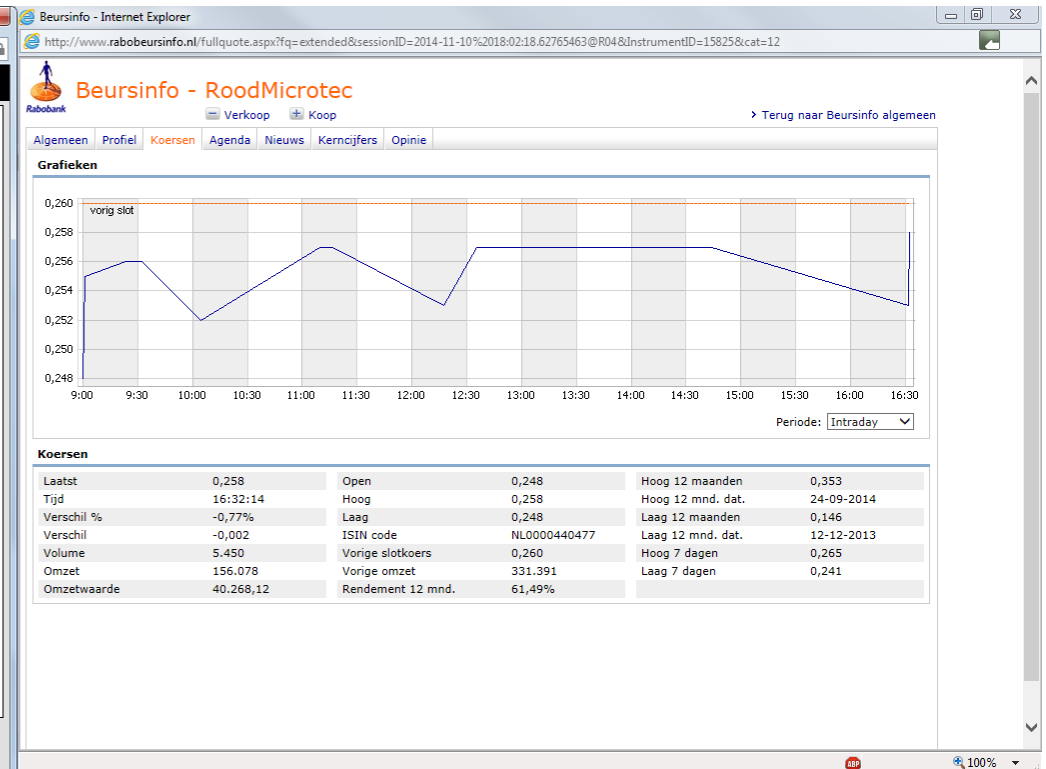 Beursinfo - Internet Explorer
http://www.rabobeursinfo.nl/fullquote.aspx?fq=extended&sessionID=2014-11-10%2018:02:18.62765463@R04&InstrumentID=15825&cat=12
Rabobank
Beursinfo - RoodMicrotec
Verkoop Koop
Terug naar Beursinfo algemeen
Algemeen Profiel Koersen Agenda Nieuws Kerncijfers Opinie
Grafieken
0,260
vorig slot
0,258
0,256
0,254
0,252
0,250
0,248
9:00 9:30 10:00 10:30 11:00 11:30 12:00 12:30 13:00 13:30 14:00 14:30 15:00 15:30 16:00 16:30
Periode: Intraday
Koersen
Laatst 0,258 Open 0,248 Hoog 12 maanden 0,353
Tijd 16:32:14 Hoog 0,258 Hoog 12 mnd. dat. 24-09-2014
Verschil % -0,77% Laag 0,248 Laag 12 maanden 0,146
Verschil -0,002 ISIN code NL0000440477 Laag 12 mnd. dat. 12-12-2013
Volume 5.450 Vorige slotkoers 0,260 Hoog 7 dagen 0,265
Omzet 156.078 Vorige omzet 331.391 Laag 7 dagen 0,241
Omzetwaarde 40.268,12 Rendement 12 mnd. 61,49%
ABP
100%